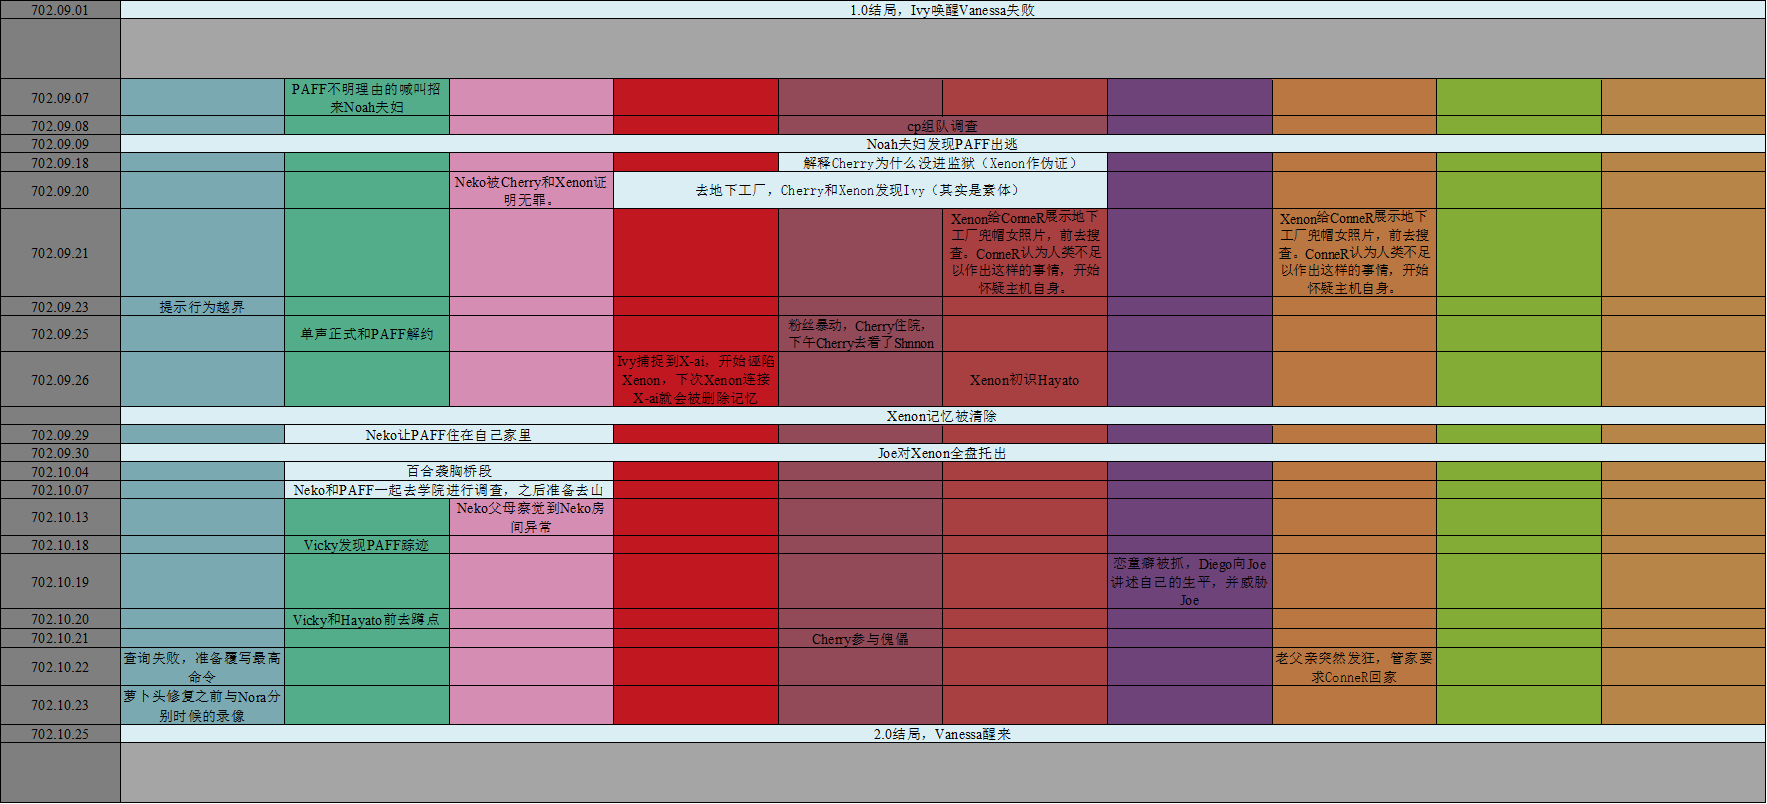 702.09.01
1.0结局，Ivy唤醒Vanessa失败
702.09.07
PAFF不明理由的喊叫招
来Noah夫妇
702.09.08
cp组队调查
702.09.09
Noah夫妇发现PAFF出逃
702.09.18
解释Cherry为什么没进监狱（Xenon作伪证）
702.09.20
Neko被Cherry和Xenon证
明无罪。
去地下工厂，Cherry和Xenon发现Ivy（其实是素体）
702.09.21
Xenon给ConneR展示地下
工厂兜帽女照片，前去搜
查。ConneR认为人类不足
以作出这样的事情，开始
怀疑主机自身。
Xenon给ConneR展示地下
工厂兜帽女照片，前去搜
查。ConneR认为人类不足
以作出这样的事情，开始
怀疑主机自身。
702.09.23
提示行为越界
702.09.25
单声正式和PAFF解约
粉丝暴动，Cherry住院，
下午Cherry去看了Shnnon
702.09.26
Ivy捕捉到X-ai，开始诬陷
Xenon，下次Xenon连接
X-ai就会被删除记忆
Xenon初识Hayato
Xenon记忆被清除
702.09.29
Neko让PAFF住在自己家里
702.09.30
Joe对Xenon全盘托出
702.10.04
百合袭胸桥段
702.10.07
Neko和PAFF一起去学院进行调查，之后准备去山
702.10.13
Neko父母察觉到Neko房
间异常
702.10.18
Vicky发现PAFF踪迹
702.10.19
恋童癖被抓，Diego向Joe
讲述自己的生平，并威胁
Joe
702.10.20
Vicky和Hayato前去蹲点
702.10.21
Cherry参与傀儡
702.10.22
查询失败，准备覆写最高
命令
老父亲突然发狂，管家要
求ConneR回家
702.10.23
萝卜头修复之前与Nora分
别时候的录像
702.10.25
2.0结局，Vanessa醒来